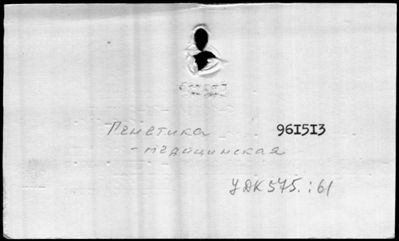 Генетика 961513
- медицинская
УДК 575.:61